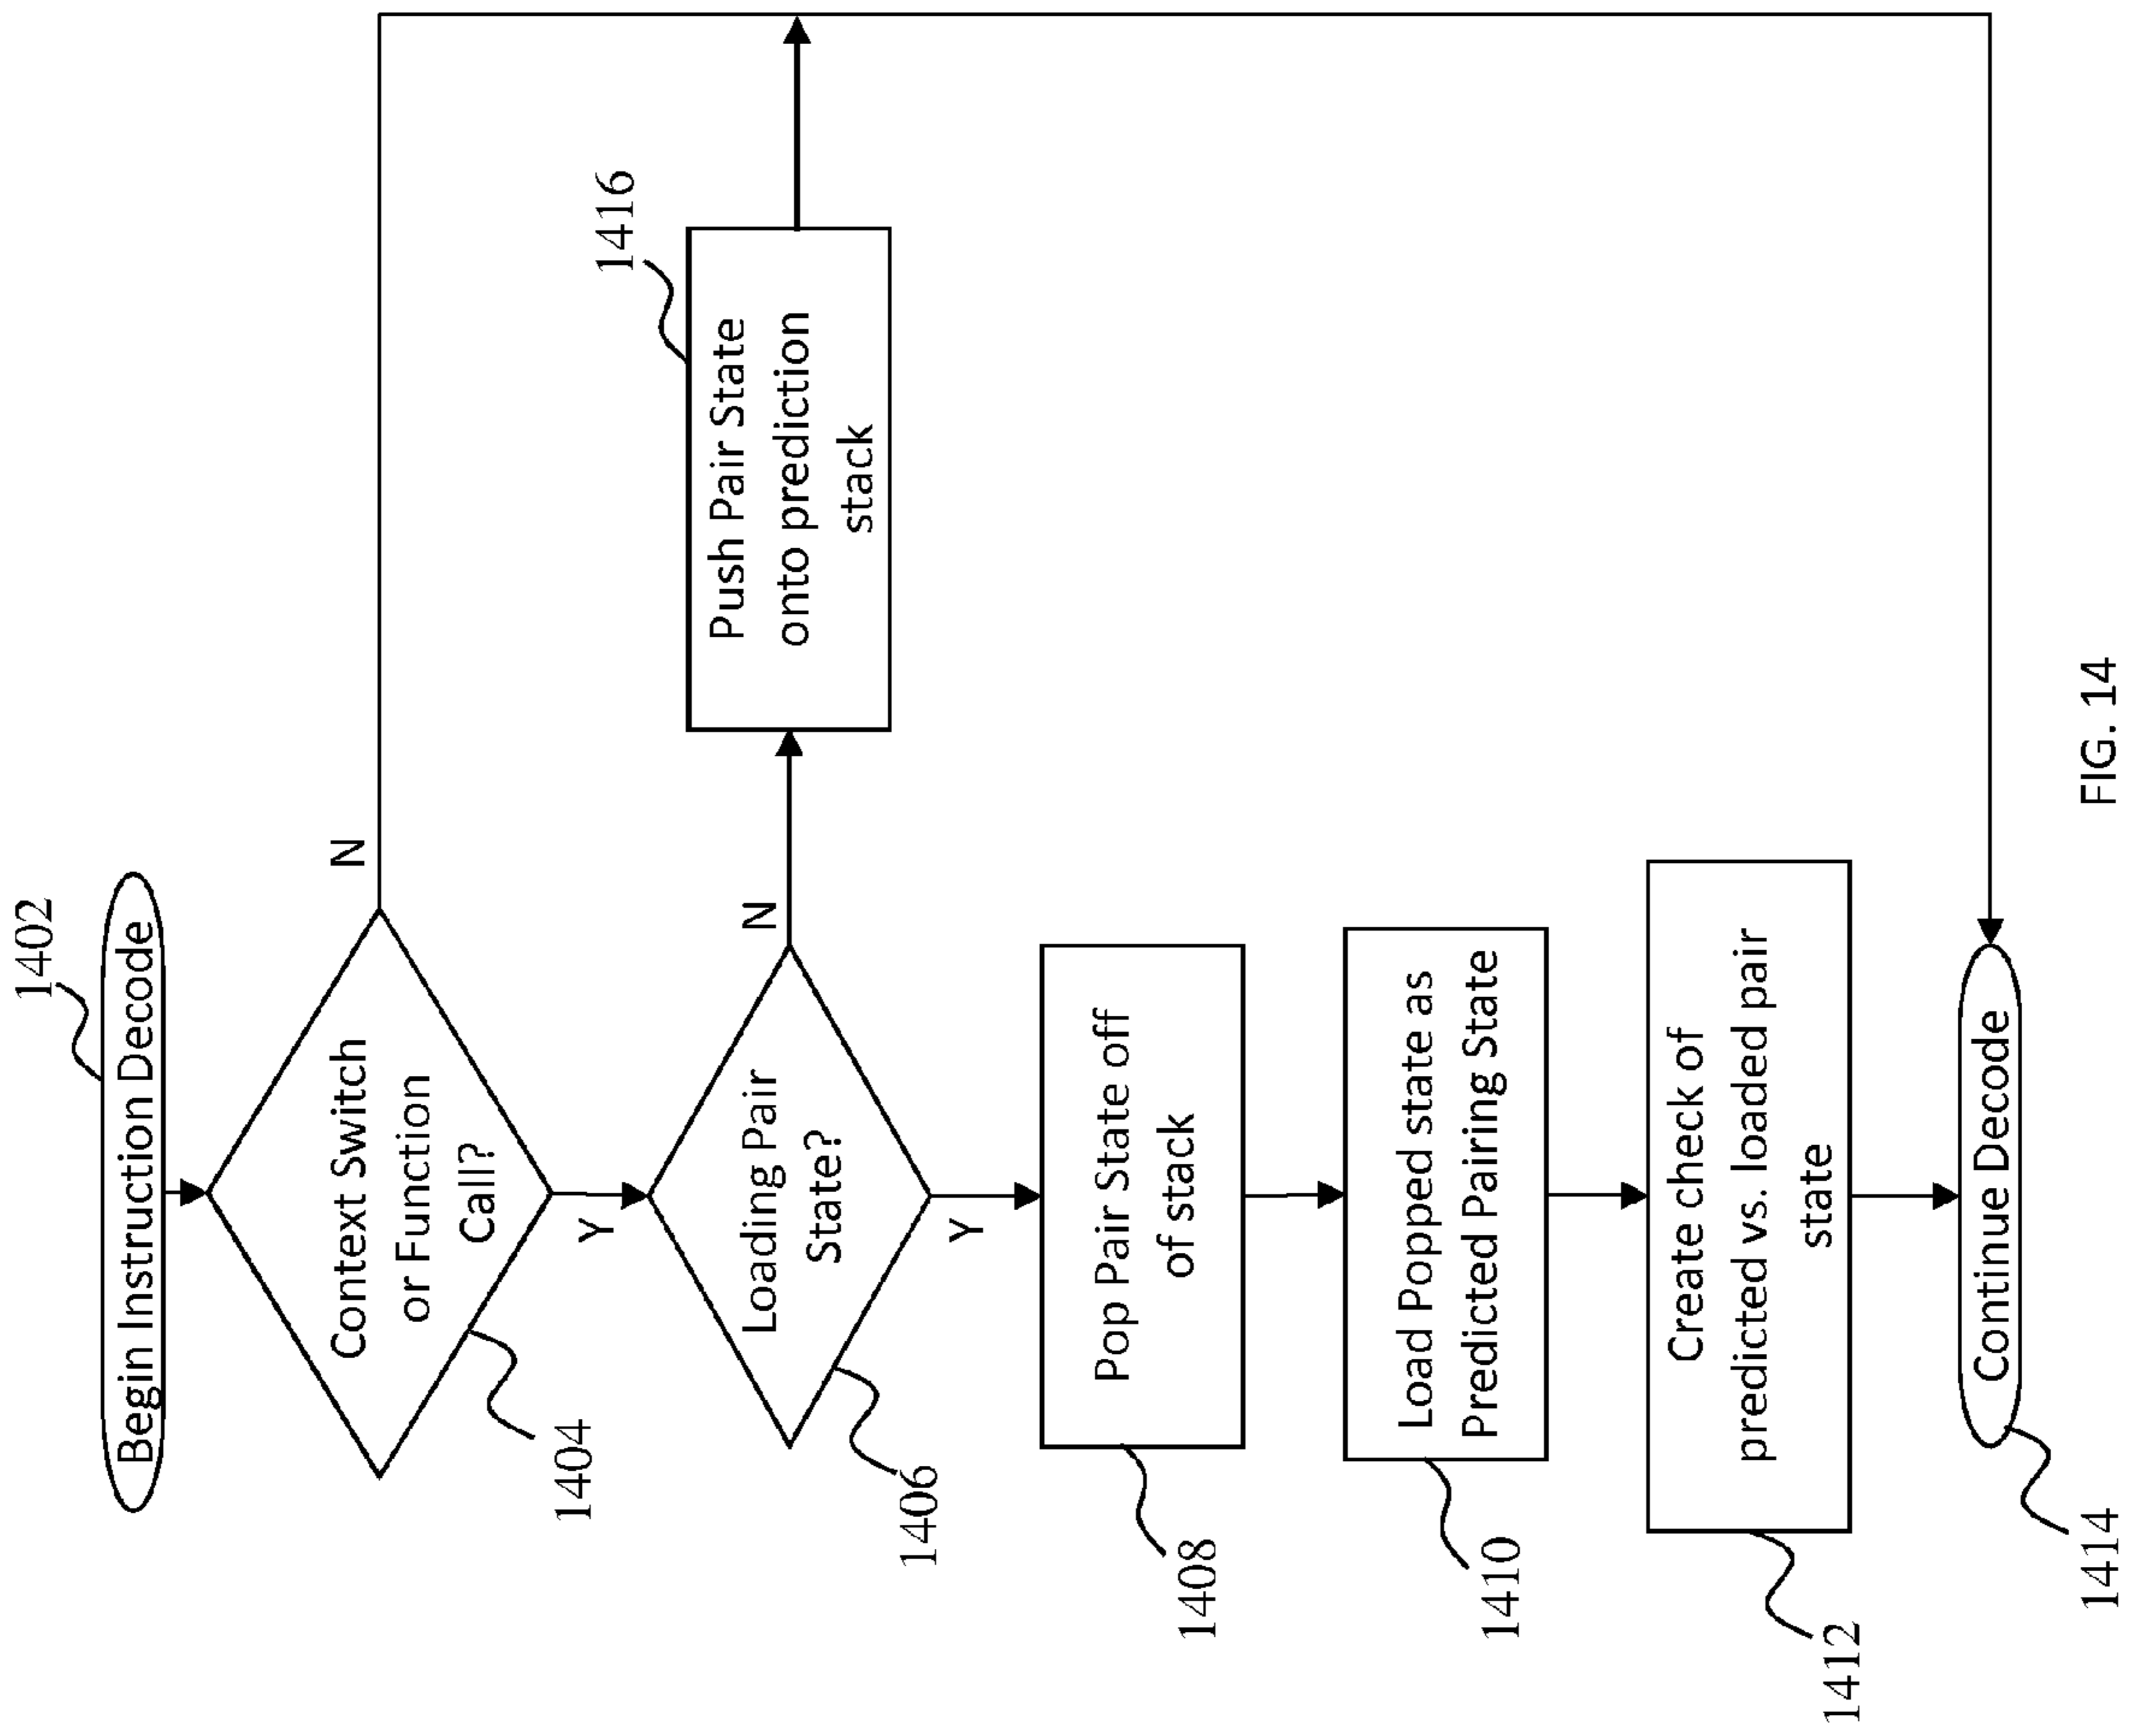 1402
Begin Instruction Decode
Context Switch
or Function
Call?
N
1404
Y
Loading Pair
State?
N
1406
Y
Push Pair State
onto prediction
stack
1416
Pop Pair State off
of stack
1408
Load Popped state as
Predicted Pairing State
1410
Create check of
predicted vs. loaded pair
state
1412
Continue Decode
1414
FIG. 14